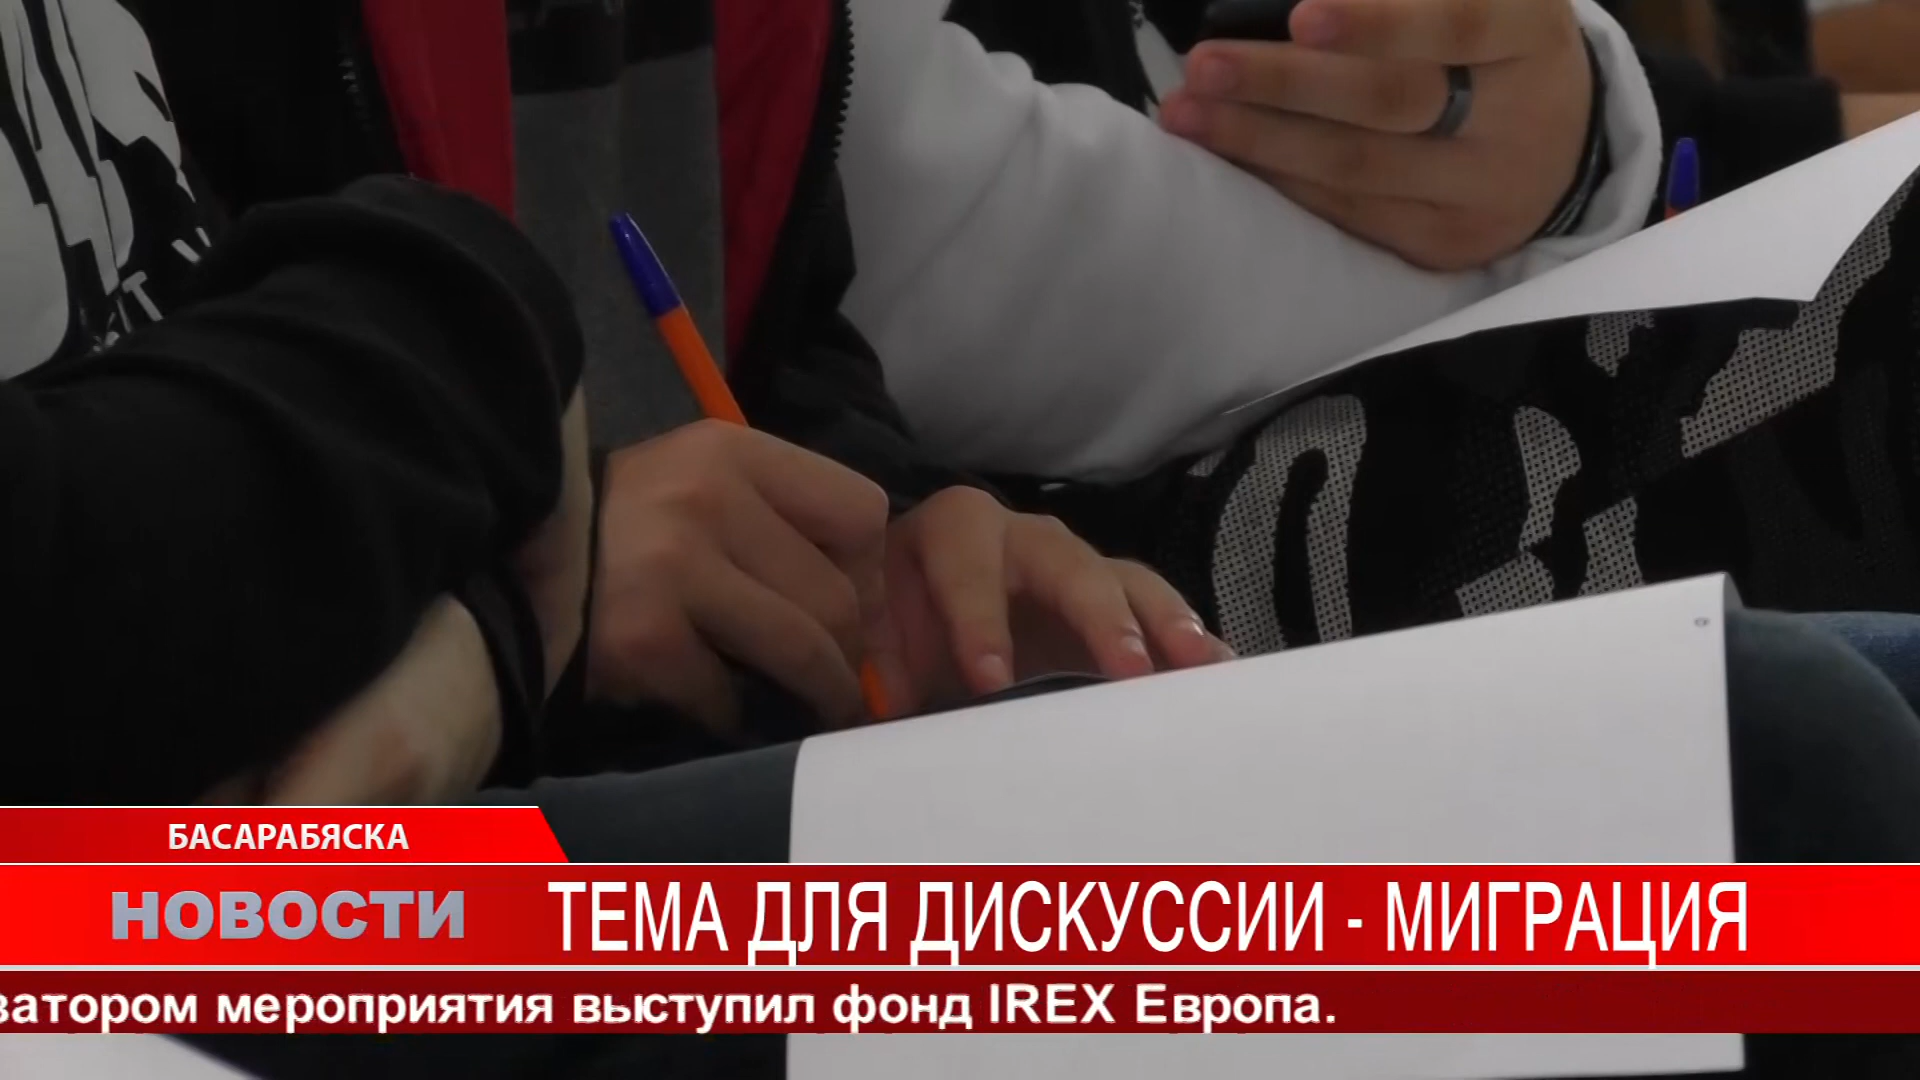 БАСАРАБЯСКА
НОВОСТИ
ТЕМА ДЛЯ ДИСКУССИИ - МИГРАЦИЯ
затором мероприятия выступил фонд IREX Европа.